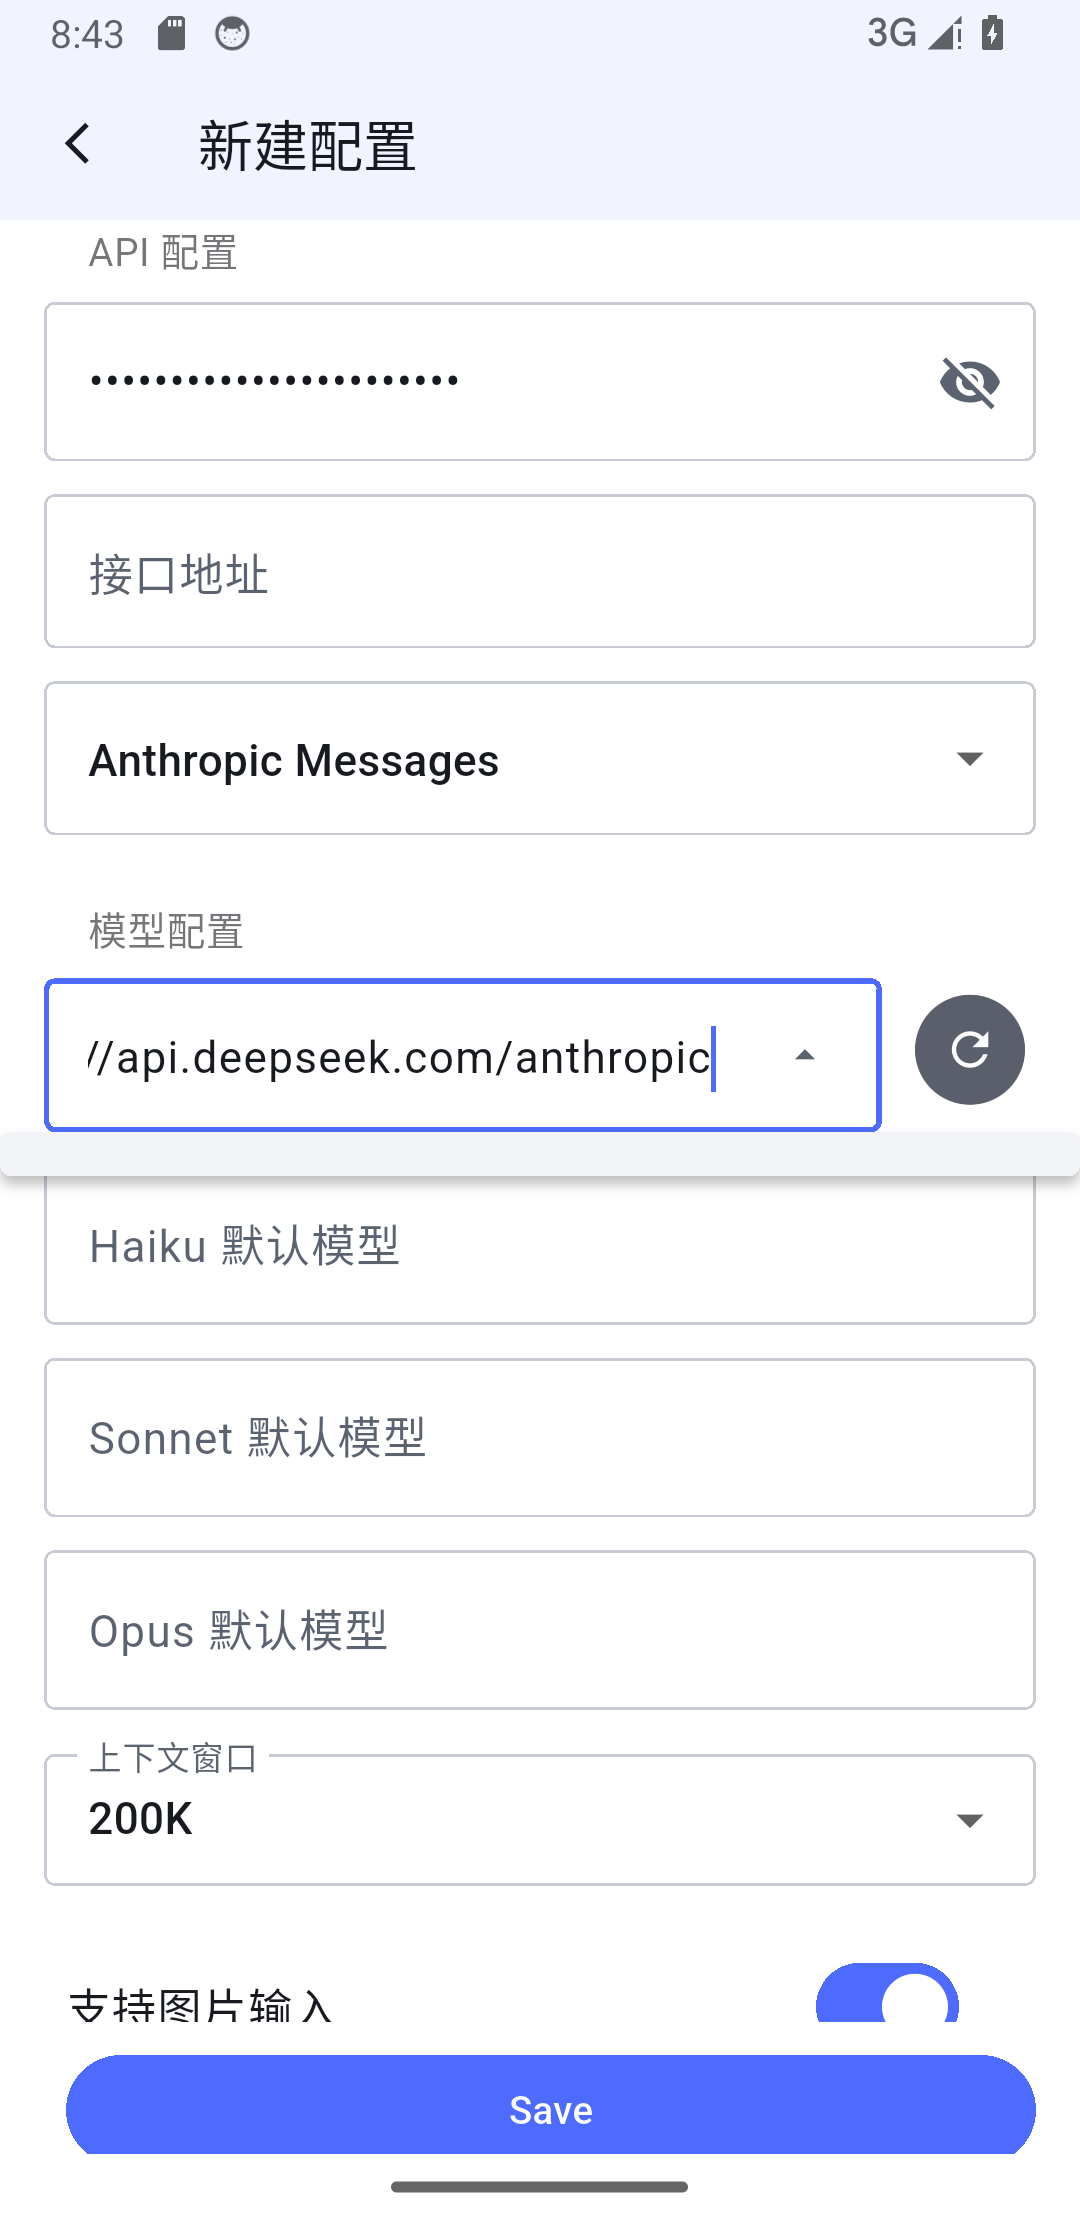 8:43
3G
新建配置
API 配置
•••••••••••••••••••••••
接口地址
Anthropic Messages
模型配置
//api.deepseek.com/anthropic
Haiku 默认模型
Sonnet 默认模型
Opus 默认模型
上下文窗口
200K
支持图片输入
Save